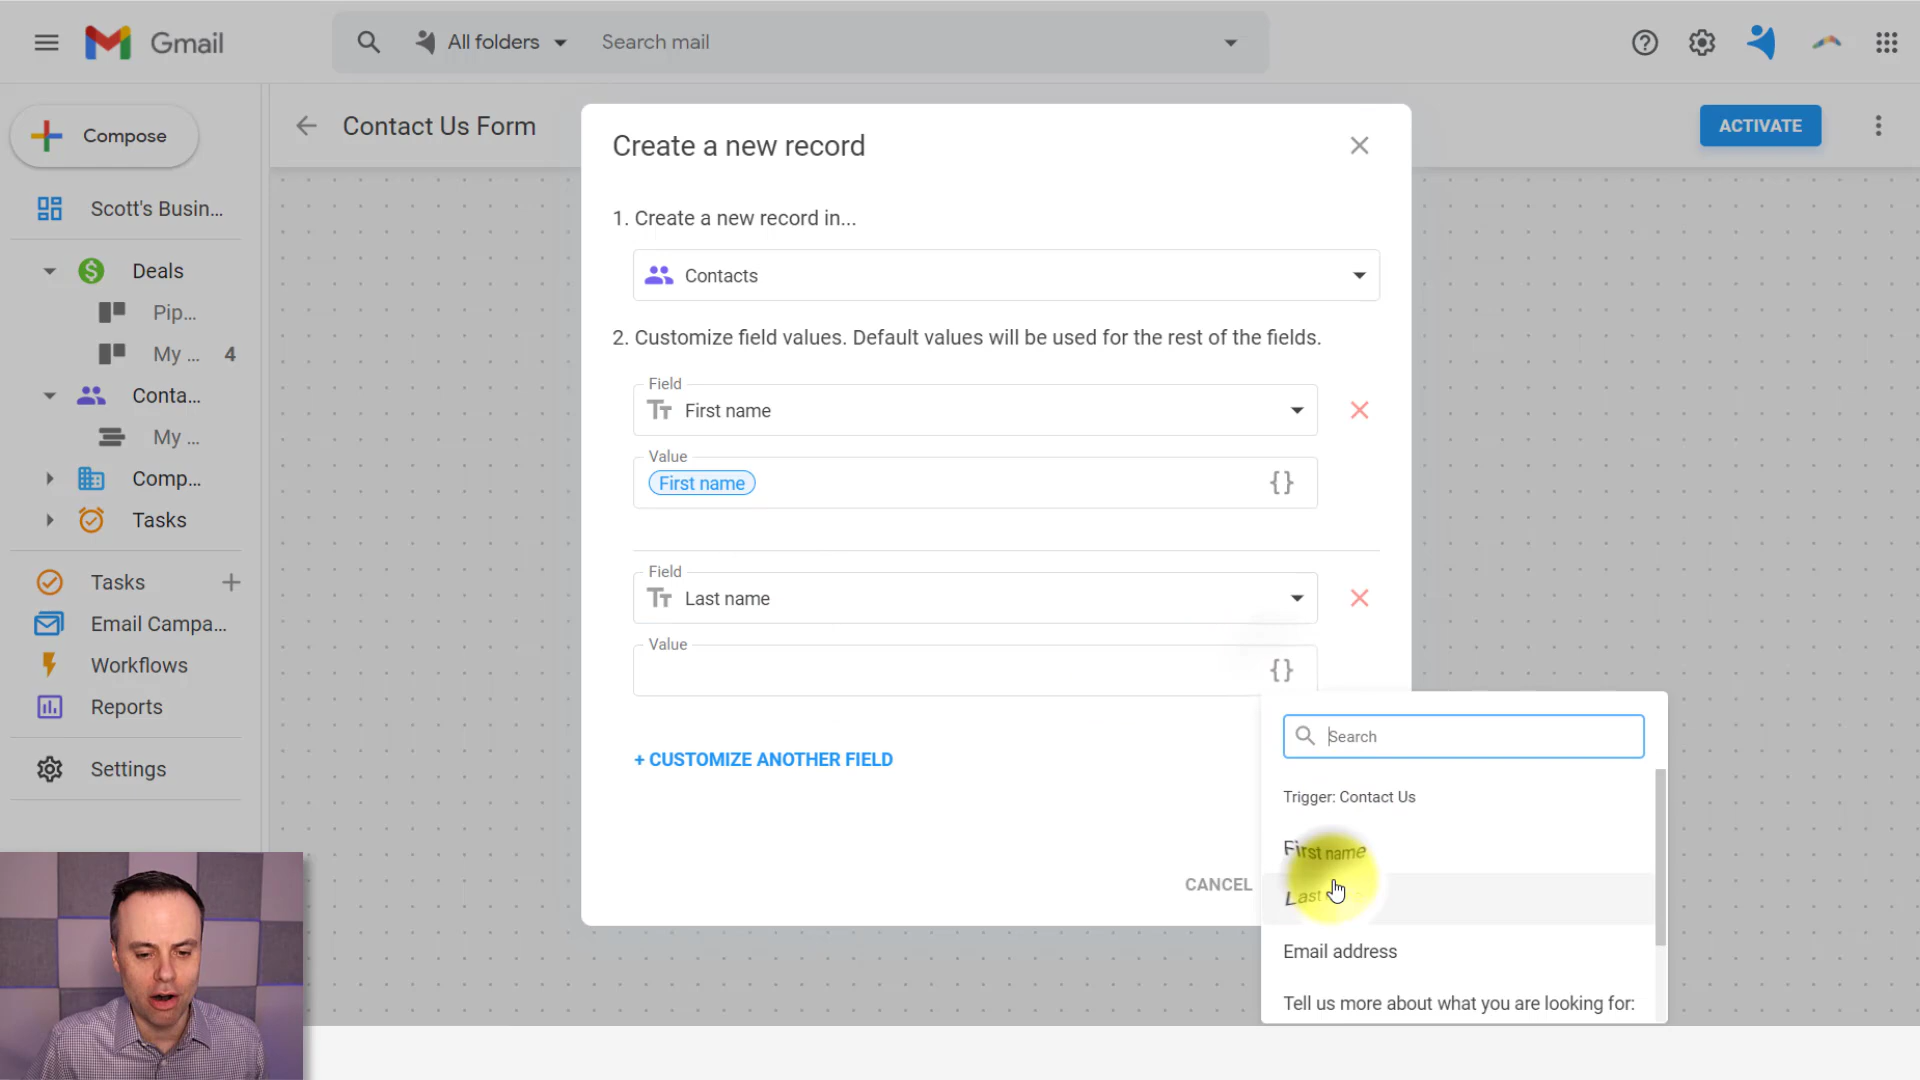 Gmail
All folders
Search mail
Compose
Contact Us Form
ACTIVATE
Scott's Busin...
Deals
Pip...
My ...
4
Conta...
My ...
Comp...
Tasks
Tasks
Email Campa...
Workflows
Reports
Settings
Create a new record
1. Create a new record in...
Contacts
2. Customize field values. Default values will be used for the rest of the fields.
Field
First name
Value
First name
{}
Field
Last name
Value
{}
+ CUSTOMIZE ANOTHER FIELD
CANCEL
Search
Trigger: Contact Us
First name
Last
Email address
Tell us more about what you are looking for: